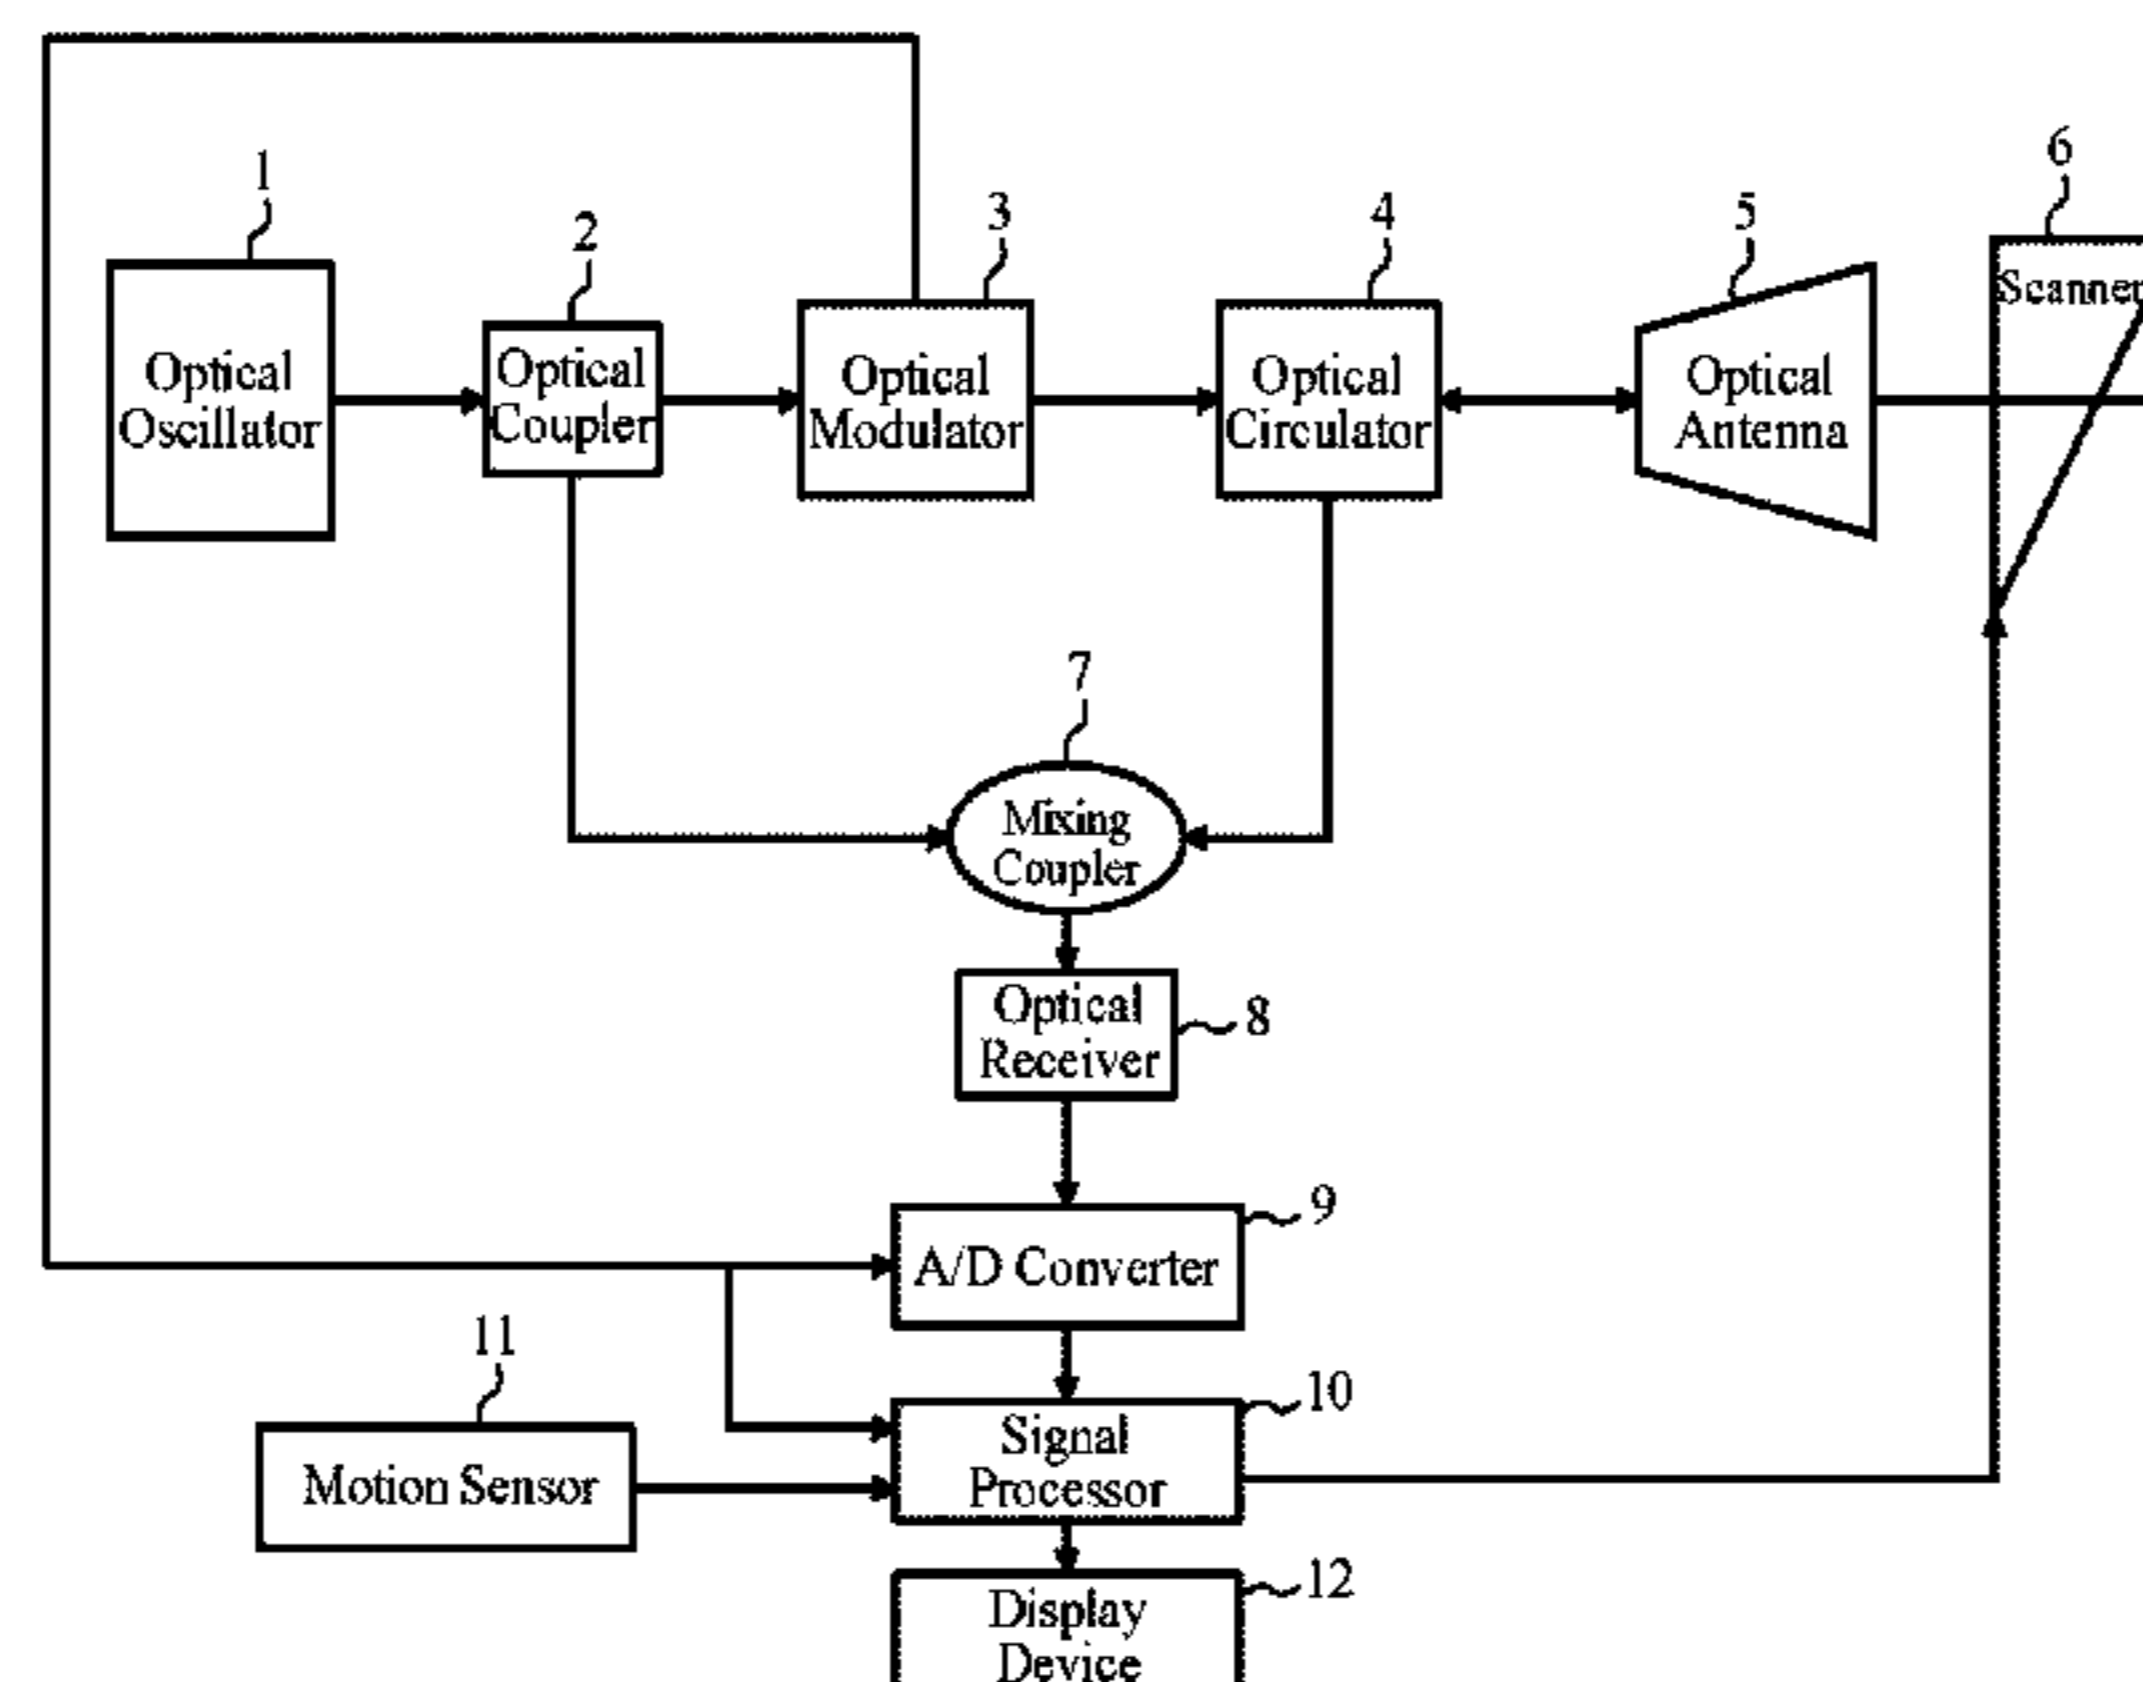 1
Optical
Oscillator
2
Optical
Coupler
3
Optical
Modulator
4
Optical
Circulator
5
Optical
Antenna
6
Scanner
7
Mixing
Coupler
Optical
Receiver
8
A/D Converter
9
11
Motion Sensor
Signal
Processor
10
Display
Device
12